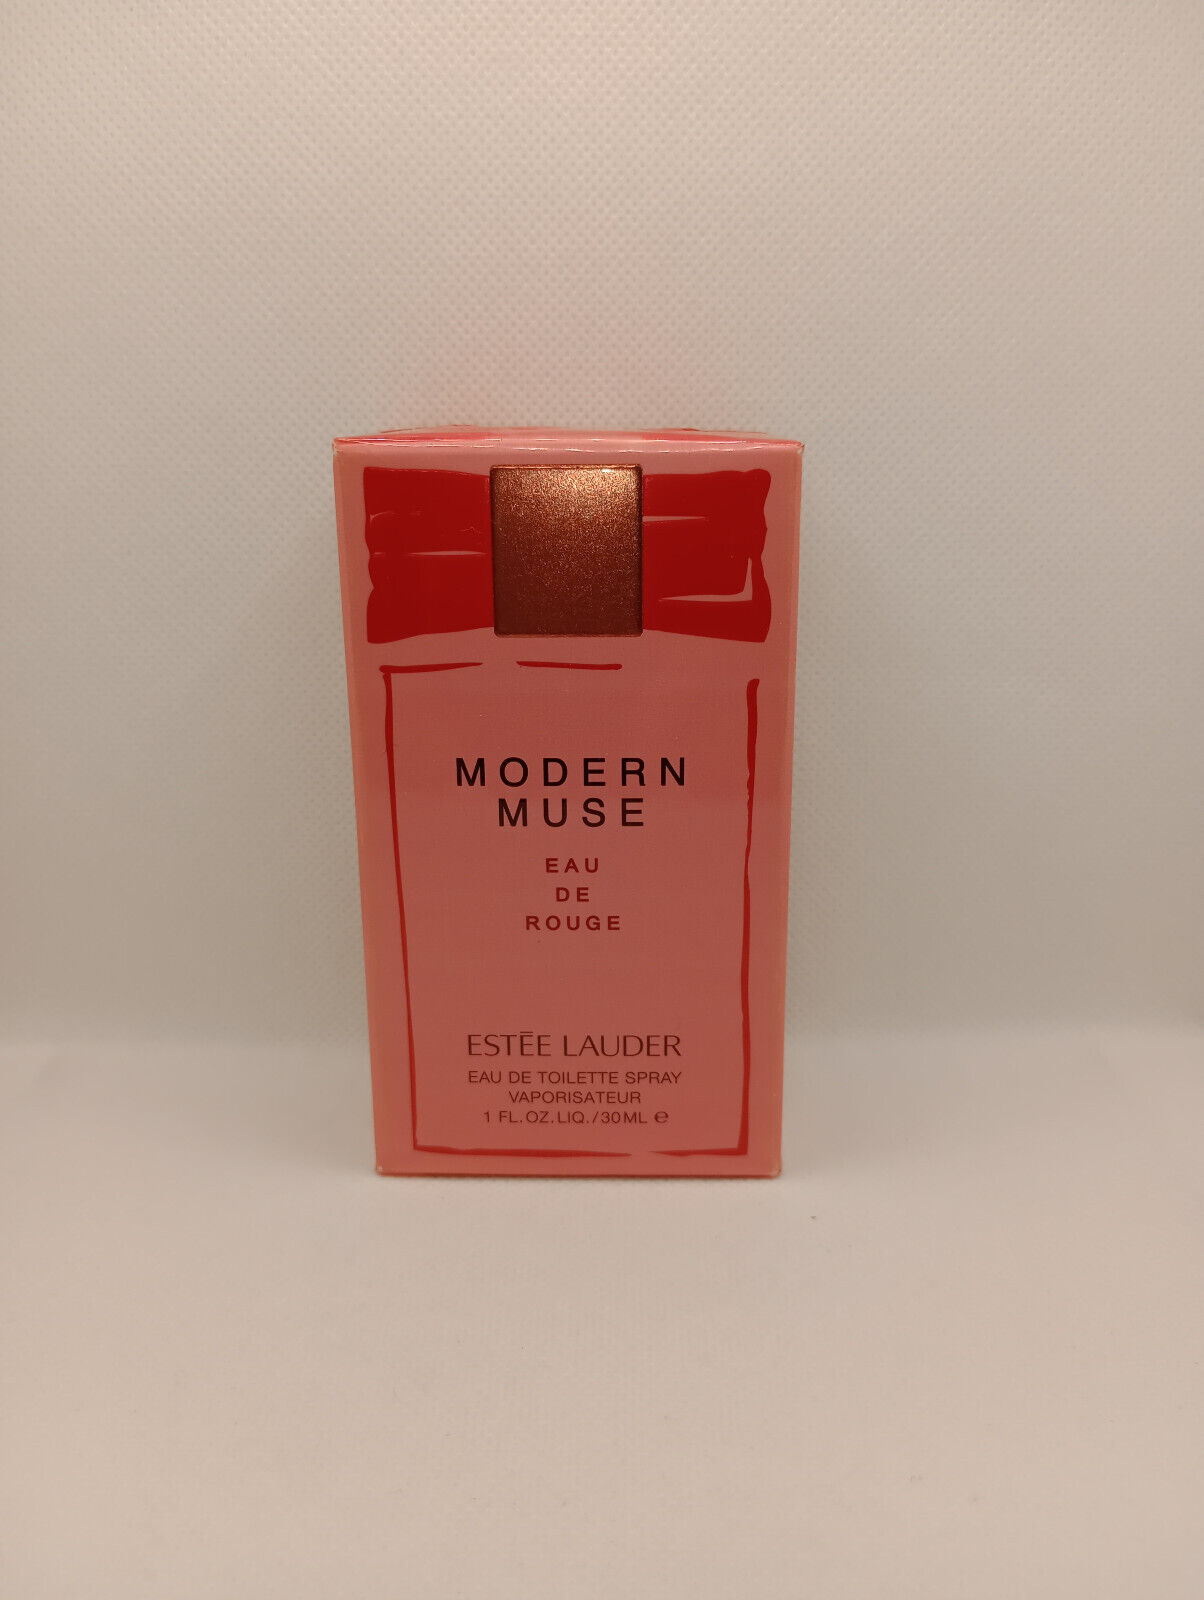 MODERN
MUSE
EAU
DE
ROUGE
ESTĒE LAUDER
EAU DE TOILETTE SPRAY
VAPORISATEUR
1 FL.OZ.LIQ./30ML ℮